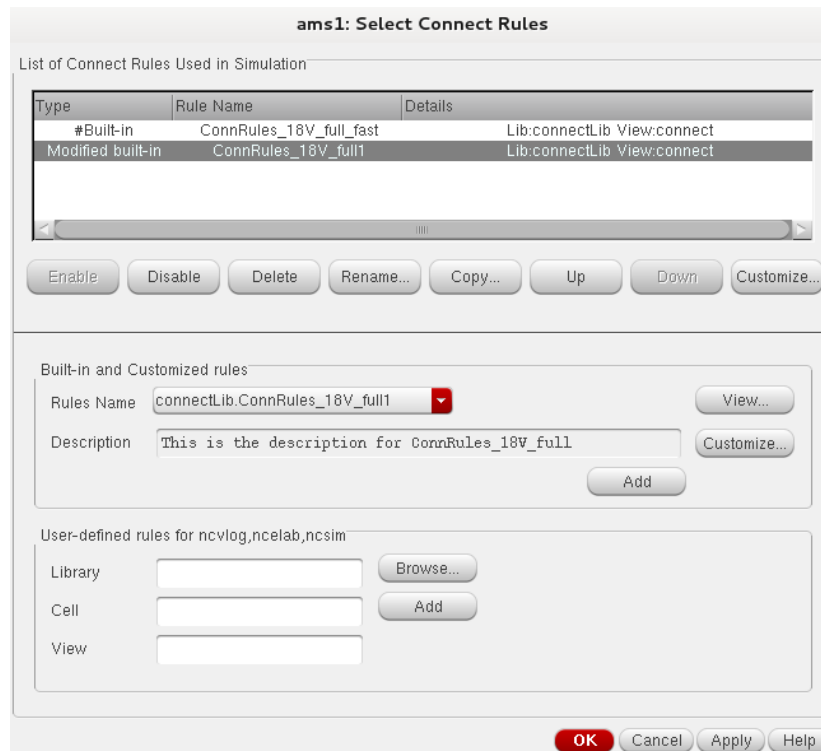 ams1: Select Connect Rules
List of Connect Rules Used in Simulation
Type Rule Name Details
#Built-in ConnRules_18V_full_fast Lib:connectLib View:connect
Modified built-in ConnRules_18V_full1 Lib:connectLib View:connect
Enable Disable Delete Rename... Copy... Up Down Customize...
Built-in and Customized rules
Rules Name connectLib.ConnRules_18V_full1 View...
Description This is the description for ConnRules_18V_full Customize...
Add
User-defined rules for ncvlog,ncelab,ncsim
Library Browse...
Cell Add
View
OK Cancel Apply Help